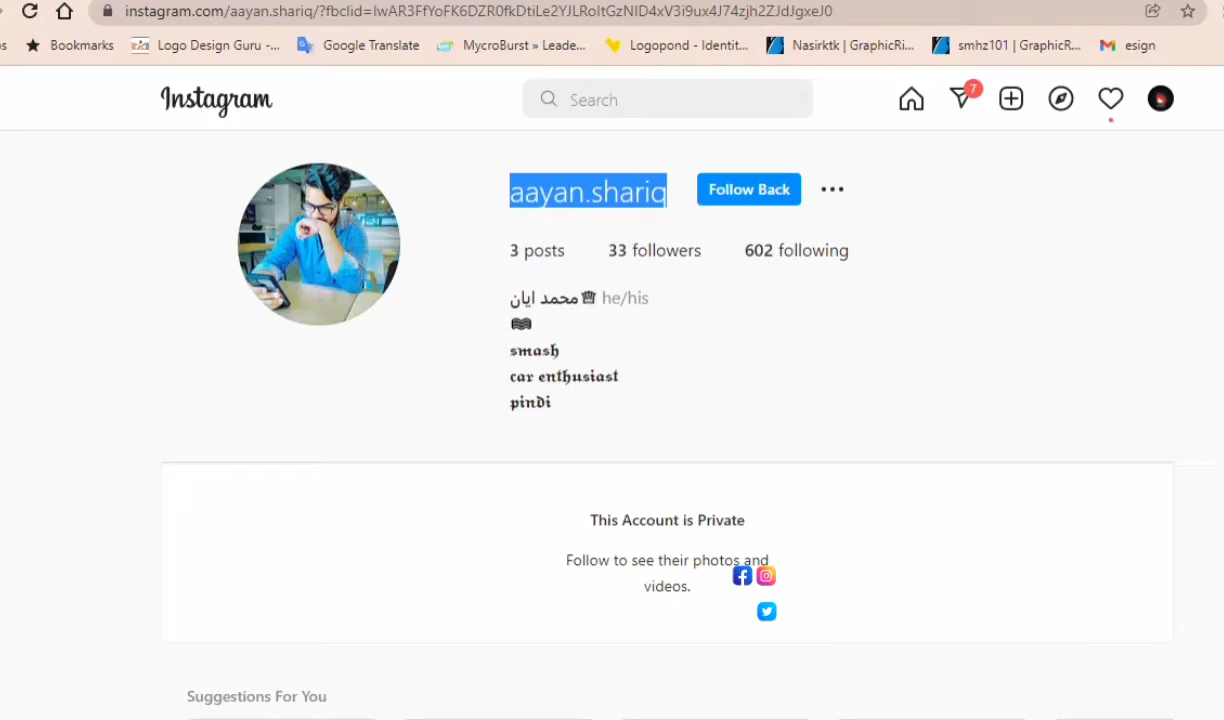 instagram.com/aayan.shariq/?fbclid=IwAR3FfYoFK6DZR0fkDtiLe2YJLRoItGzNID4xV3i9ux4J74zjh2ZJdJgxeJ0
Bookmarks Logo Design Guru -... Google Translate MycroBurst » Leade... Logopond - Identit... Nasirktk | GraphicRi... smhz101 | GraphicR... esign
Instagram Search 7
aayan.shariq Follow Back
3 posts 33 followers 602 following
محمد ايان he/his
𝖘𝖒𝖆𝖘𝖍
𝖈𝖆𝖗 𝖊𝖓𝖙𝖍𝖚𝖘𝖎𝖆𝖘𝖙
𝖕𝖎𝖓𝖉𝖎
This Account is Private
Follow to see their photos and
videos.
Suggestions For You